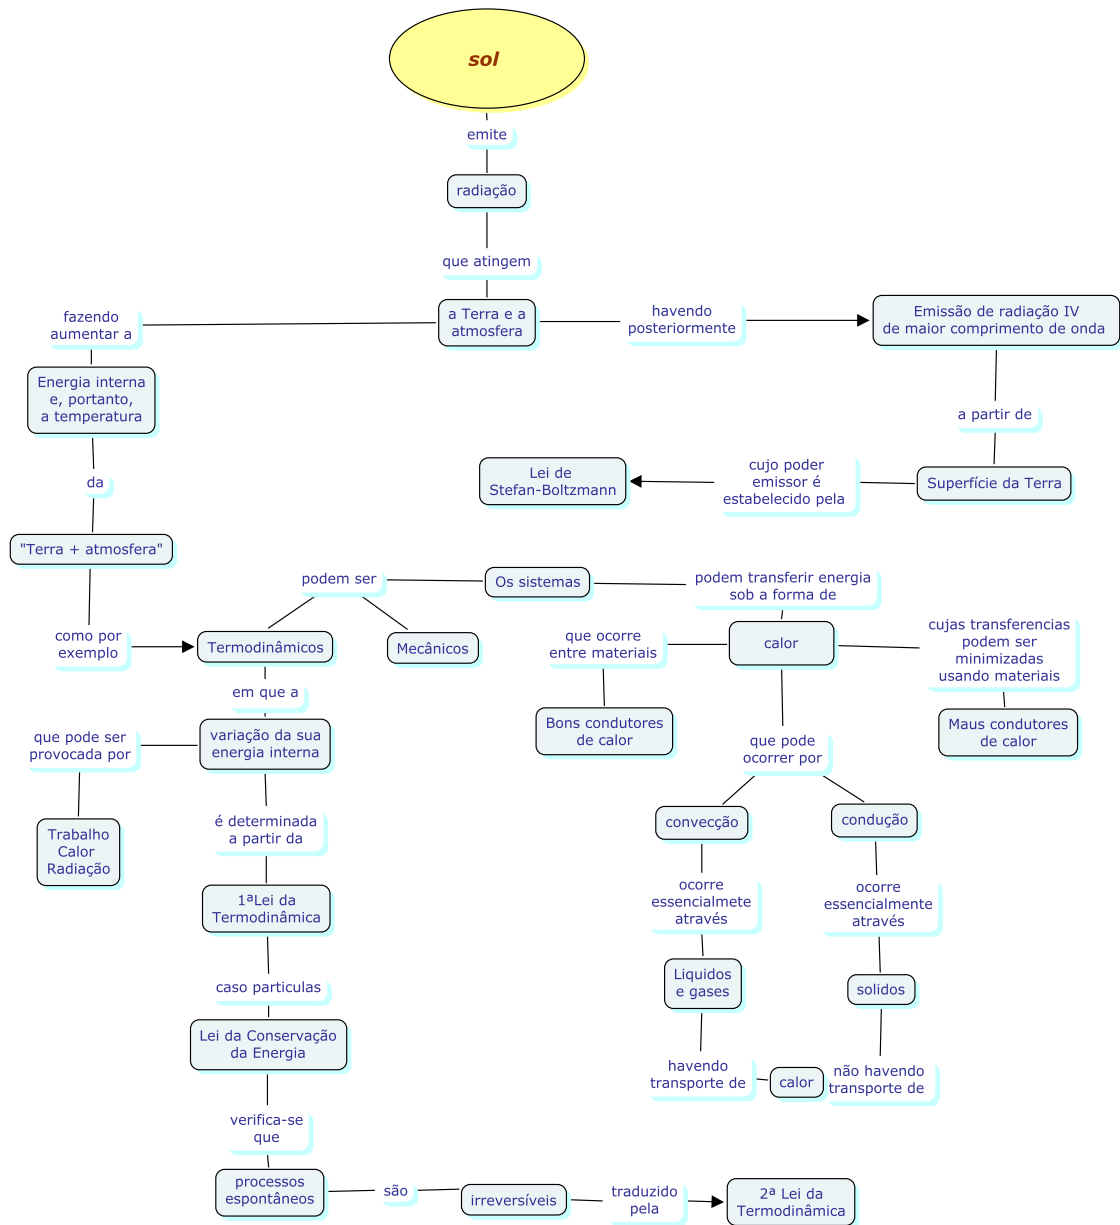 sol
emite
radiação
que atingem
a Terra e a
atmosfera
fazendo
aumentar a
havendo
posteriormente
Emissão de radiação IV
de maior comprimento de onda
Energia interna
e, portanto,
a temperatura
a partir de
da
Lei de
Stefan-Boltzmann
cujo poder
emissor é
estabelecido pela
Superfície da Terra
"Terra + atmosfera"
podem ser
Os sistemas
podem transferir energia
sob a forma de
como por
exemplo
Termodinâmicos
Mecânicos
que ocorre
entre materiais
calor
cujas transferencias
podem ser
minimizadas
usando materiais
em que a
Bons condutores
de calor
Maus condutores
de calor
que pode ser
provocada por
variação da sua
energia interna
que pode
ocorrer por
Trabalho
Calor
Radiação
é determinada
a partir da
convecção
condução
1ªLei da
Termodinâmica
ocorre
essencialmete
através
ocorre
essencialmente
através
caso particulas
Liquidos
e gases
solidos
Lei da Conservação
da Energia
havendo
transporte de
calor
não havendo
transporte de
verifica-se
que
processos
espontâneos
são
irreversíveis
traduzido
pela
2ª Lei da
Termodinâmica